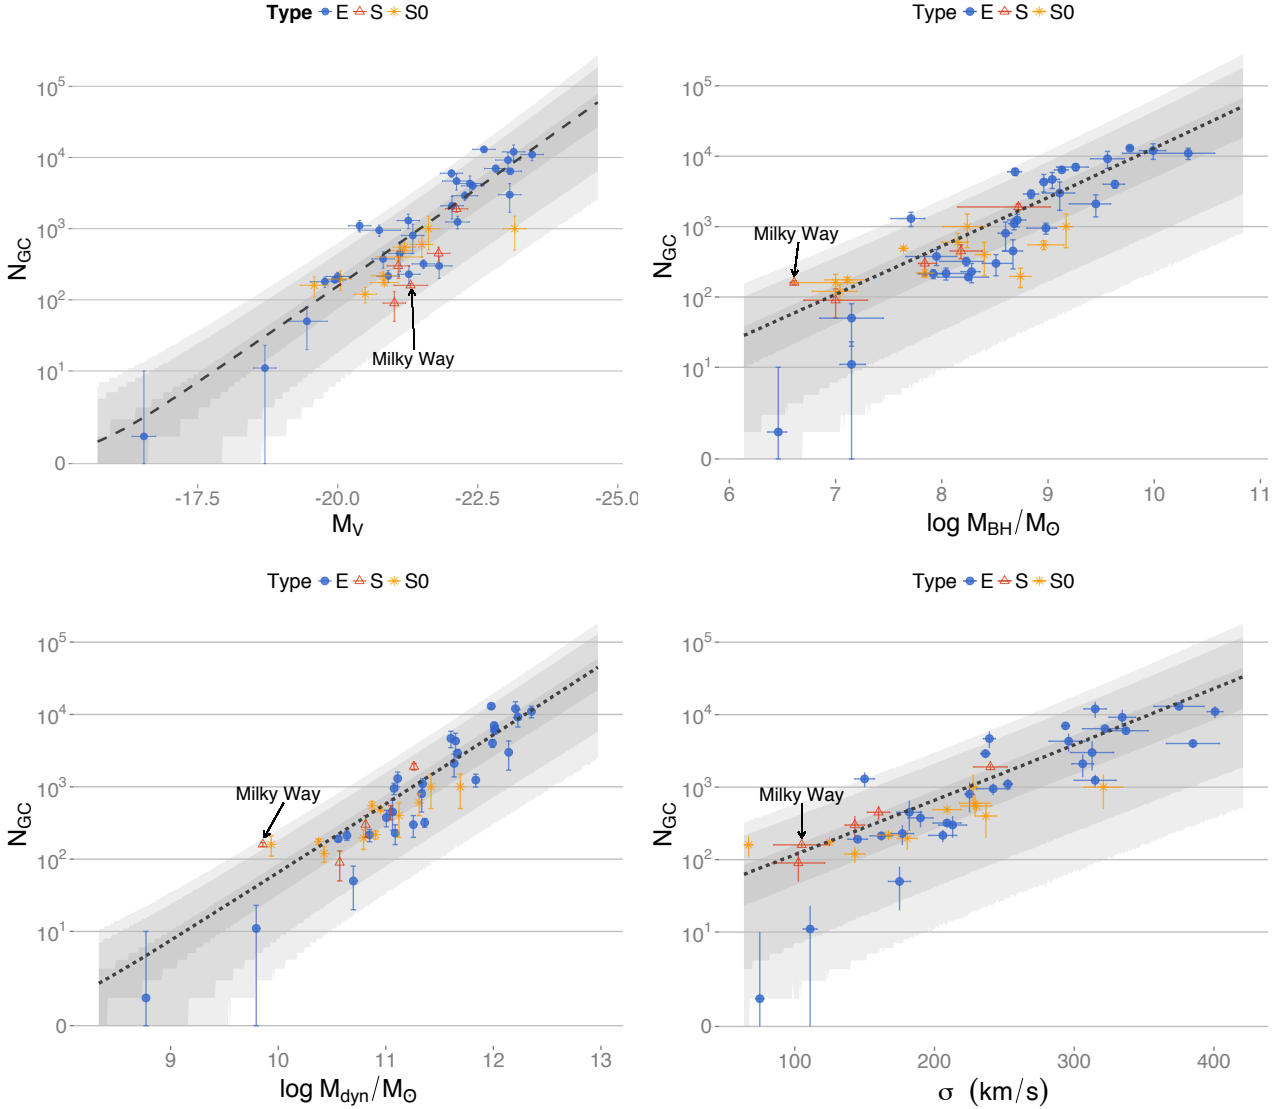 Type E S S0
N_GC
10^5
10^4
10^3
10^2
10^1
0
Milky Way
-17.5 -20.0 -22.5 -25.0
M_V
Type E S S0
N_GC
10^5
10^4
10^3
10^2
10^1
0
Milky Way
6 7 8 9 10 11
log M_BH/M_⊙
Type E S S0
N_GC
10^5
10^4
10^3
10^2
10^1
0
Milky Way
9 10 11 12 13
log M_dyn/M_⊙
Type E S S0
N_GC
10^5
10^4
10^3
10^2
10^1
0
Milky Way
100 200 300 400
σ (km/s)